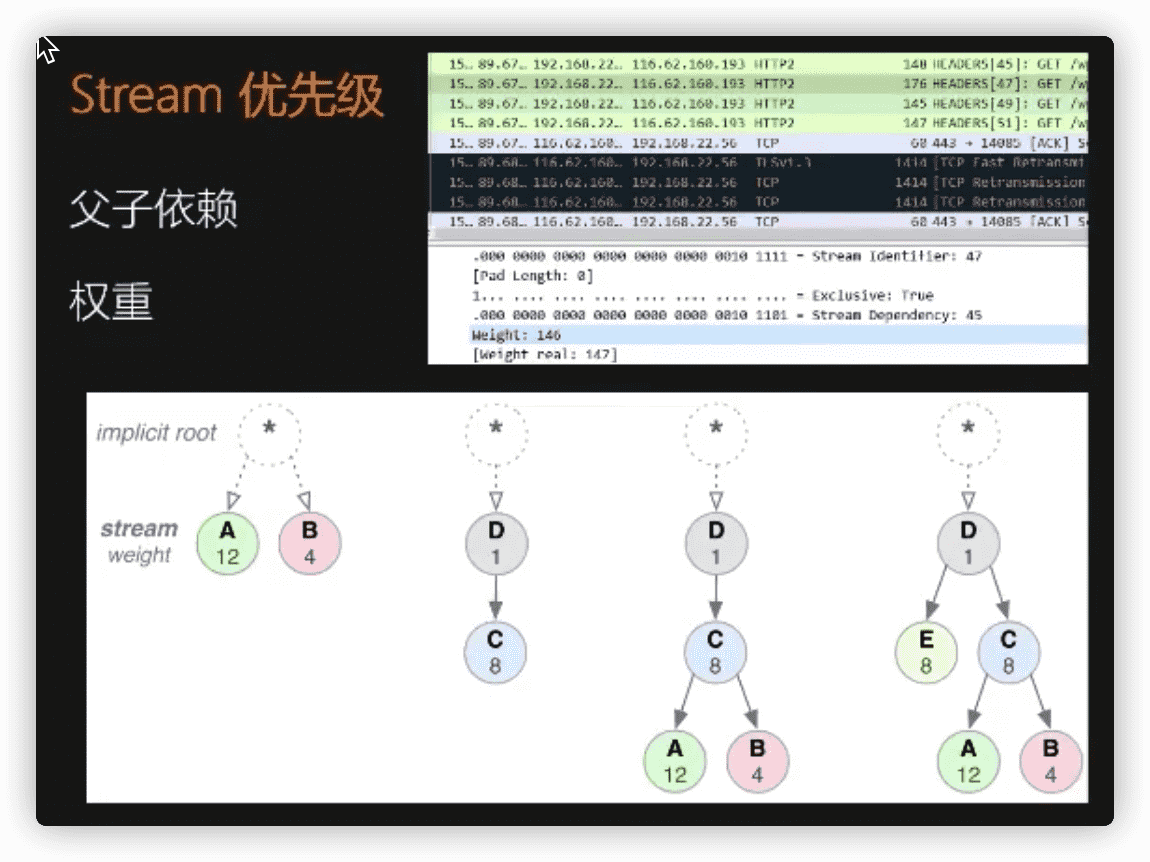 Stream 优先级
父子依赖
权重
15… 89.67… 192.168.22… 116.62.160.193 HTTP2 140 HEADERS[45]: GET /w
15… 89.67… 192.168.22… 116.62.160.193 HTTP2 176 HEADERS[47]: GET /w
15… 89.67… 192.168.22… 116.62.160.193 HTTP2 145 HEADERS[49]: GET /w
15… 89.67… 192.168.22… 116.62.160.193 HTTP2 147 HEADERS[51]: GET /w
15… 89.67… 116.62.160… 192.168.22.56 TCP 60 443 → 14085 [ACK] S
15… 89.68… 116.62.160… 192.168.22.56 TLSv1.3 1414 [TCP Fast Retransmi
15… 89.68… 116.62.160… 192.168.22.56 TCP 1414 [TCP Retransmission
15… 89.68… 116.62.160… 192.168.22.56 TCP 1414 [TCP Retransmission
15… 89.68… 116.62.160… 192.168.22.56 TCP 60 443 → 14085 [ACK] S
.000 0000 0000 0000 0000 0000 0010 1111 = Stream Identifier: 47
[Pad Length: 0]
1... .... .... .... .... .... .... .... = Exclusive: True
.000 0000 0000 0000 0000 0000 0010 1101 = Stream Dependency: 45
Weight: 146
[Weight real: 147]
implicit root * * * *
stream A B D D D
weight 12 4 1 1 1
C C E C
8 8 8 8
A B A B
12 4 12 4